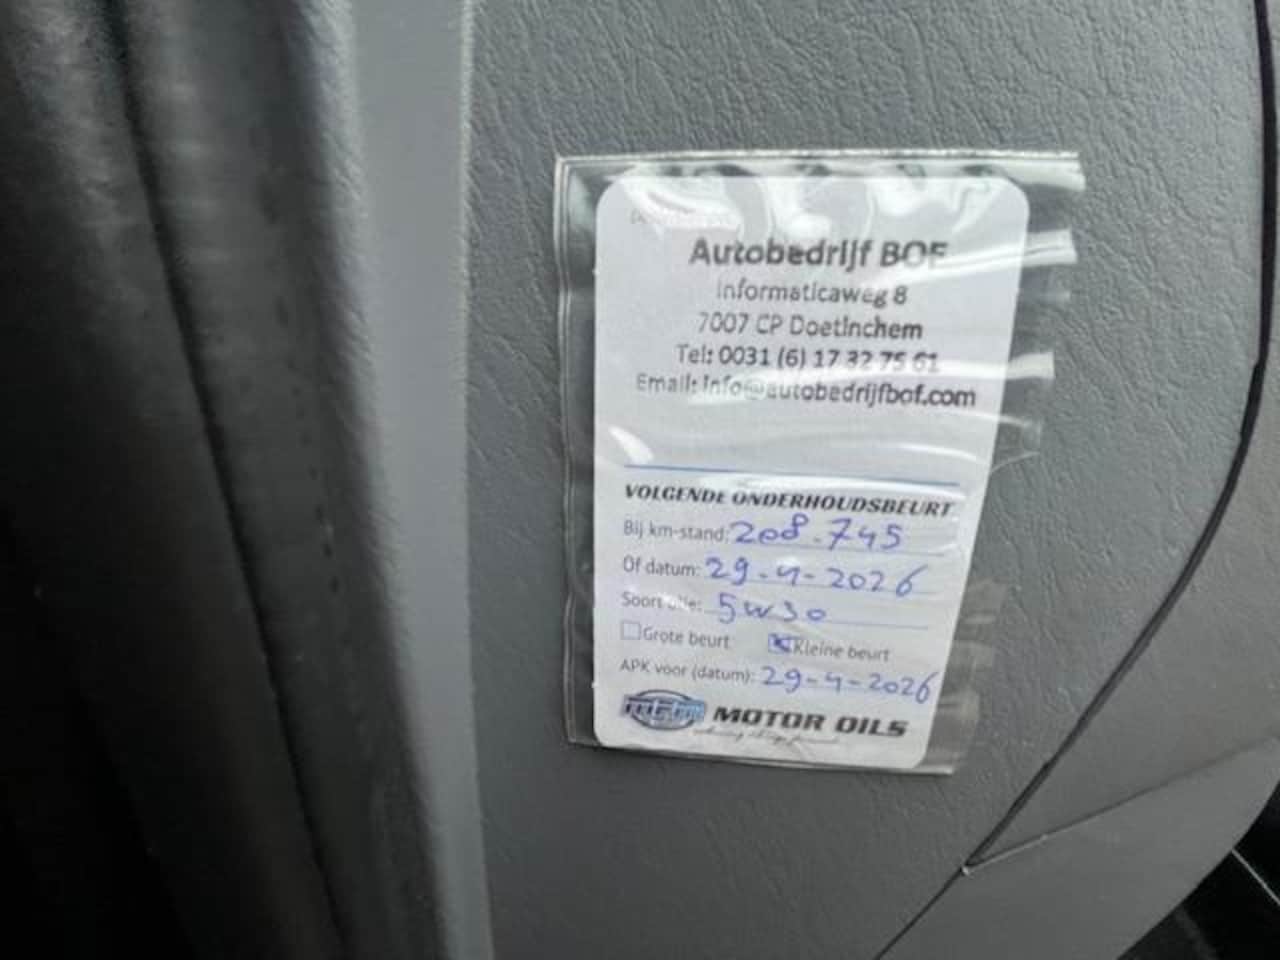 Autobedrijf BOF
Informaticaweg 8
7007 CP Doetinchem
Tel: 0031 (6) 17 32 75 61
Email: info@autobedrijfbof.com
VOLGENDE ONDERHOUDSBEURT
Bij km-stand: 208.745
Of datum: 29-4-2026
Soort olie: 5W30
Grote beurt Kleine beurt
APK voor (datum): 29-4-2026
MOTOR OILS